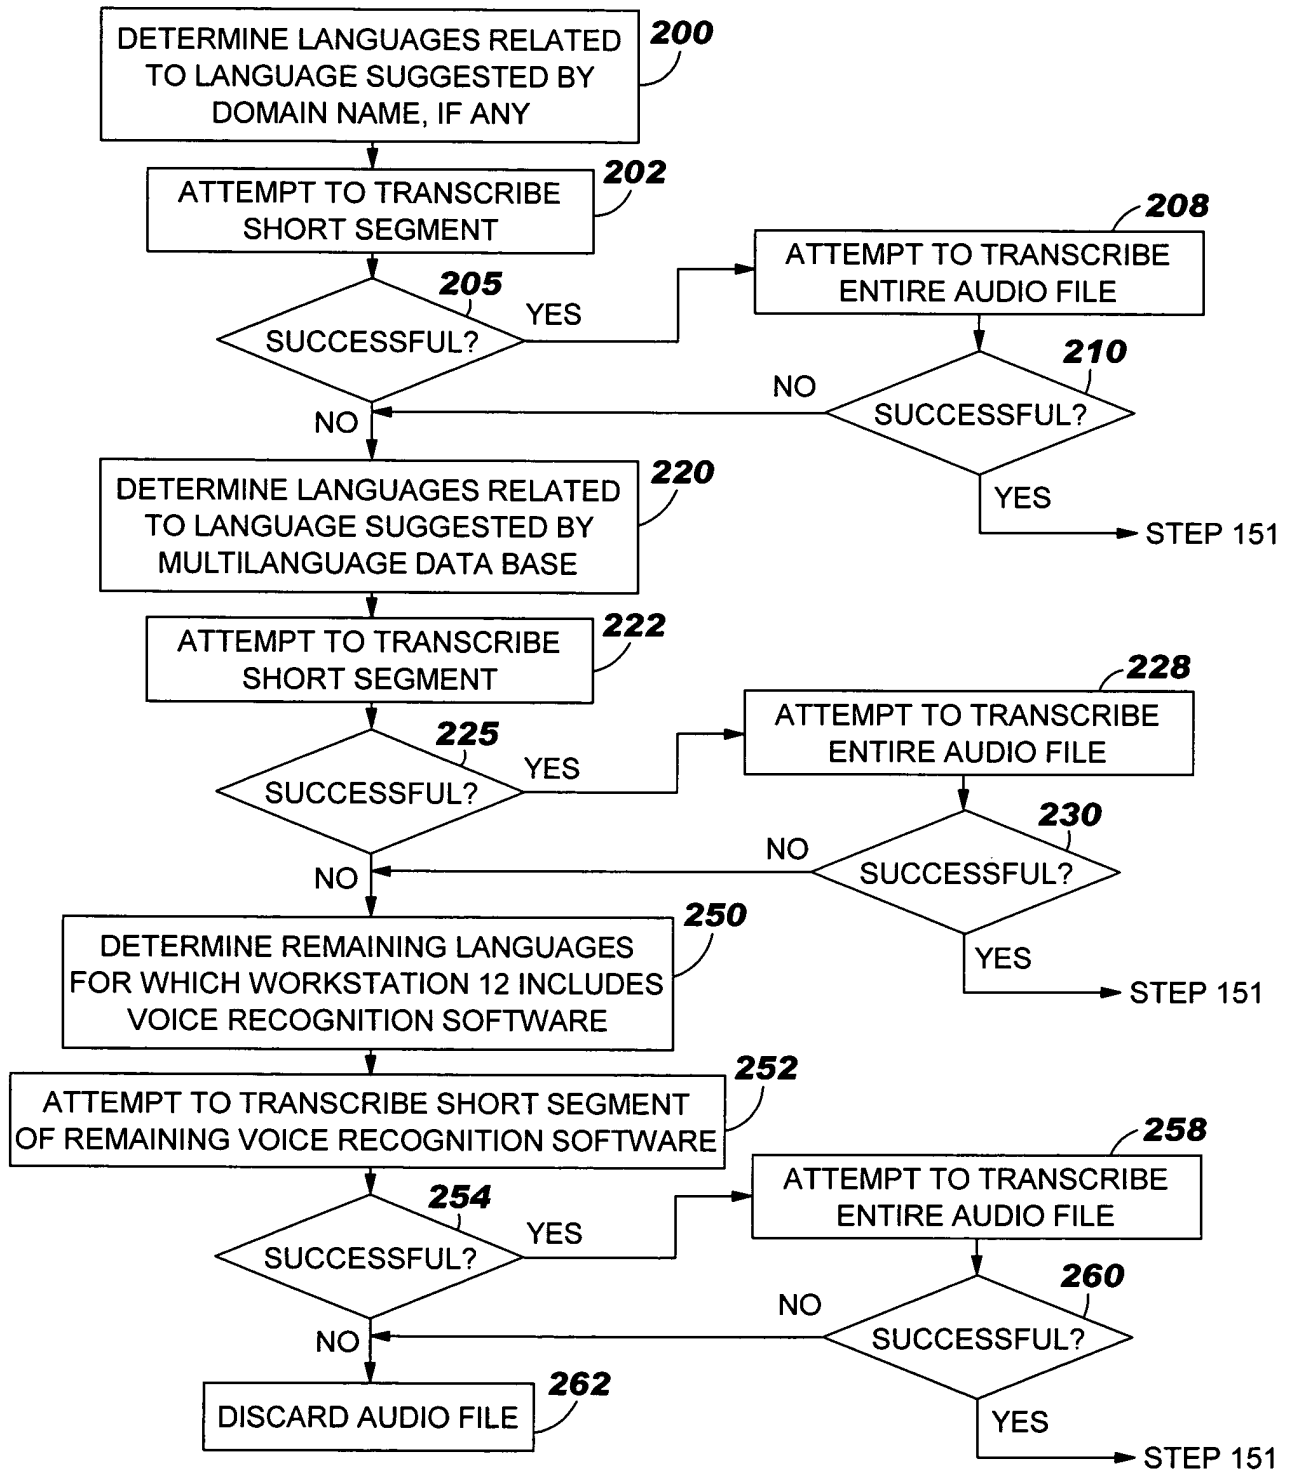 DETERMINE LANGUAGES RELATED
TO LANGUAGE SUGGESTED BY
DOMAIN NAME, IF ANY
200
ATTEMPT TO TRANSCRIBE
SHORT SEGMENT
202
SUCCESSFUL?
205
YES
NO
ATTEMPT TO TRANSCRIBE
ENTIRE AUDIO FILE
208
SUCCESSFUL?
210
NO
YES
STEP 151
DETERMINE LANGUAGES RELATED
TO LANGUAGE SUGGESTED BY
MULTILANGUAGE DATA BASE
220
ATTEMPT TO TRANSCRIBE
SHORT SEGMENT
222
SUCCESSFUL?
225
YES
NO
ATTEMPT TO TRANSCRIBE
ENTIRE AUDIO FILE
228
SUCCESSFUL?
230
NO
YES
STEP 151
DETERMINE REMAINING LANGUAGES
FOR WHICH WORKSTATION 12 INCLUDES
VOICE RECOGNITION SOFTWARE
250
ATTEMPT TO TRANSCRIBE SHORT SEGMENT
OF REMAINING VOICE RECOGNITION SOFTWARE
252
SUCCESSFUL?
254
YES
NO
ATTEMPT TO TRANSCRIBE
ENTIRE AUDIO FILE
258
SUCCESSFUL?
260
NO
YES
STEP 151
DISCARD AUDIO FILE
262